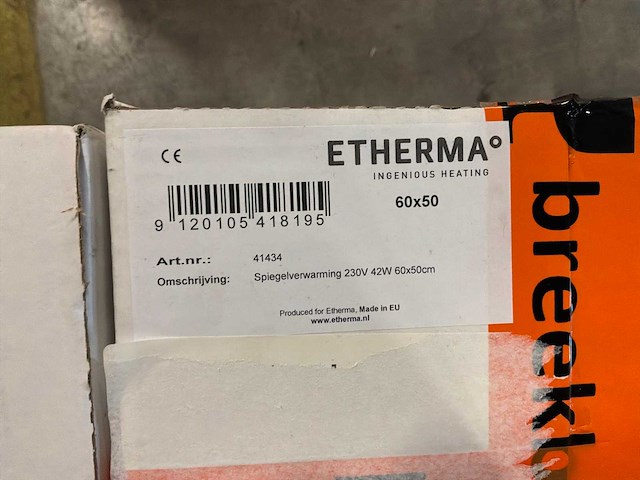 CE
ETHERMA°
INGENIOUS HEATING
60x50
9 120105 418195
Art.nr.: 41434
Omschrijving: Spiegelverwarming 230V 42W 60x50cm
Produced for Etherma, Made in EU
www.etherma.nl
breekb